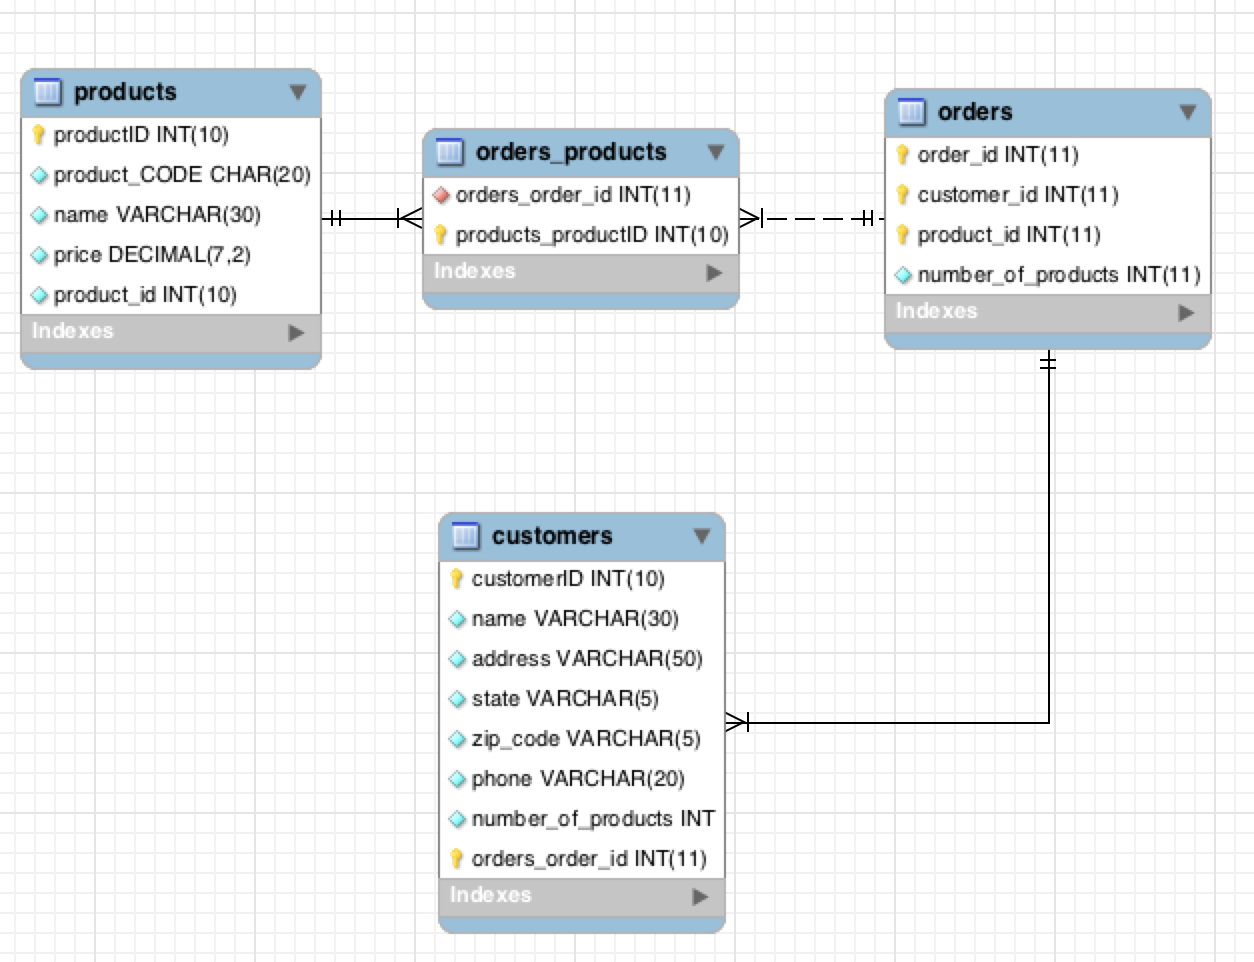 products
productID INT(10)
product_CODE CHAR(20)
name VARCHAR(30)
price DECIMAL(7,2)
product_id INT(10)
Indexes
orders_products
orders_order_id INT(11)
products_productID INT(10)
Indexes
orders
order_id INT(11)
customer_id INT(11)
product_id INT(11)
number_of_products INT(11)
Indexes
customers
customerID INT(10)
name VARCHAR(30)
address VARCHAR(50)
state VARCHAR(5)
zip_code VARCHAR(5)
phone VARCHAR(20)
number_of_products INT
orders_order_id INT(11)
Indexes